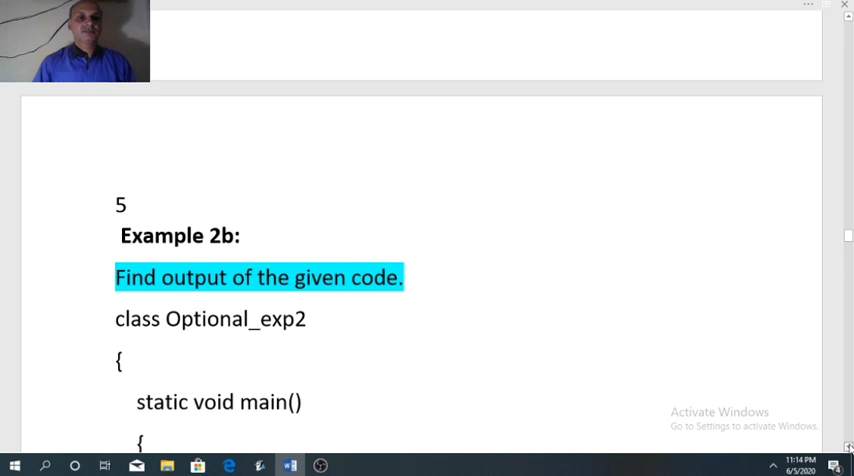 5
Example 2b:
Find output of the given code.
class Optional_exp2
{
static void main()
{
Activate Windows
Go to Settings to activate Windows.
11:14 PM
6/5/2020
4